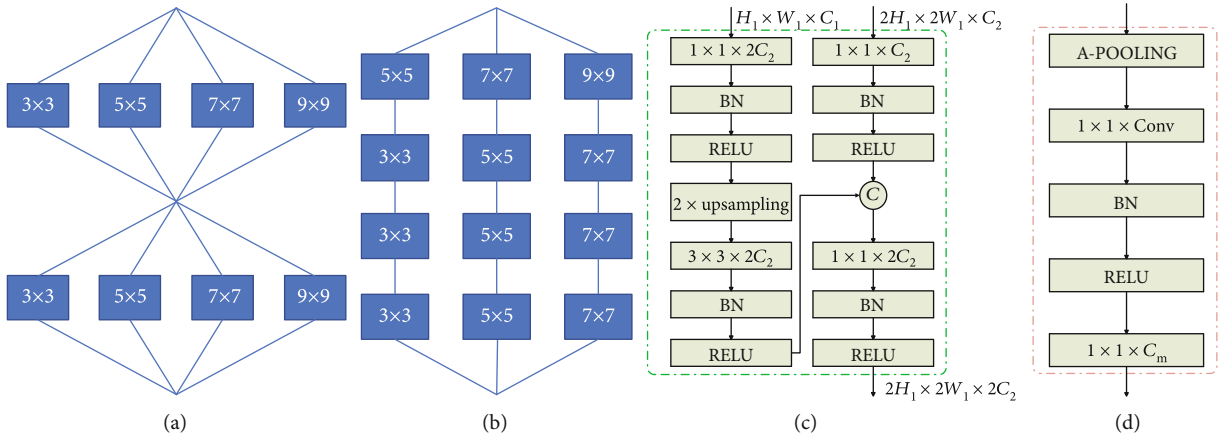 3×3 5×5 7×7 9×9
3×3 5×5 7×7 9×9
(a)
5×5 7×7 9×9
3×3 5×5 7×7
3×3 5×5 7×7
3×3 5×5 7×7
(b)
H₁ × W₁ × C₁
1 × 1 × 2C₂
BN
RELU
2 × upsampling
3 × 3 × 2C₂
BN
RELU
2H₁ × 2W₁ × C₂
1 × 1 × C₂
BN
RELU
C
1 × 1 × 2C₂
BN
RELU
2H₁ × 2W₁ × 2C₂
(c)
A-POOLING
1 × 1 × Conv
BN
RELU
1 × 1 × Cₘ
(d)